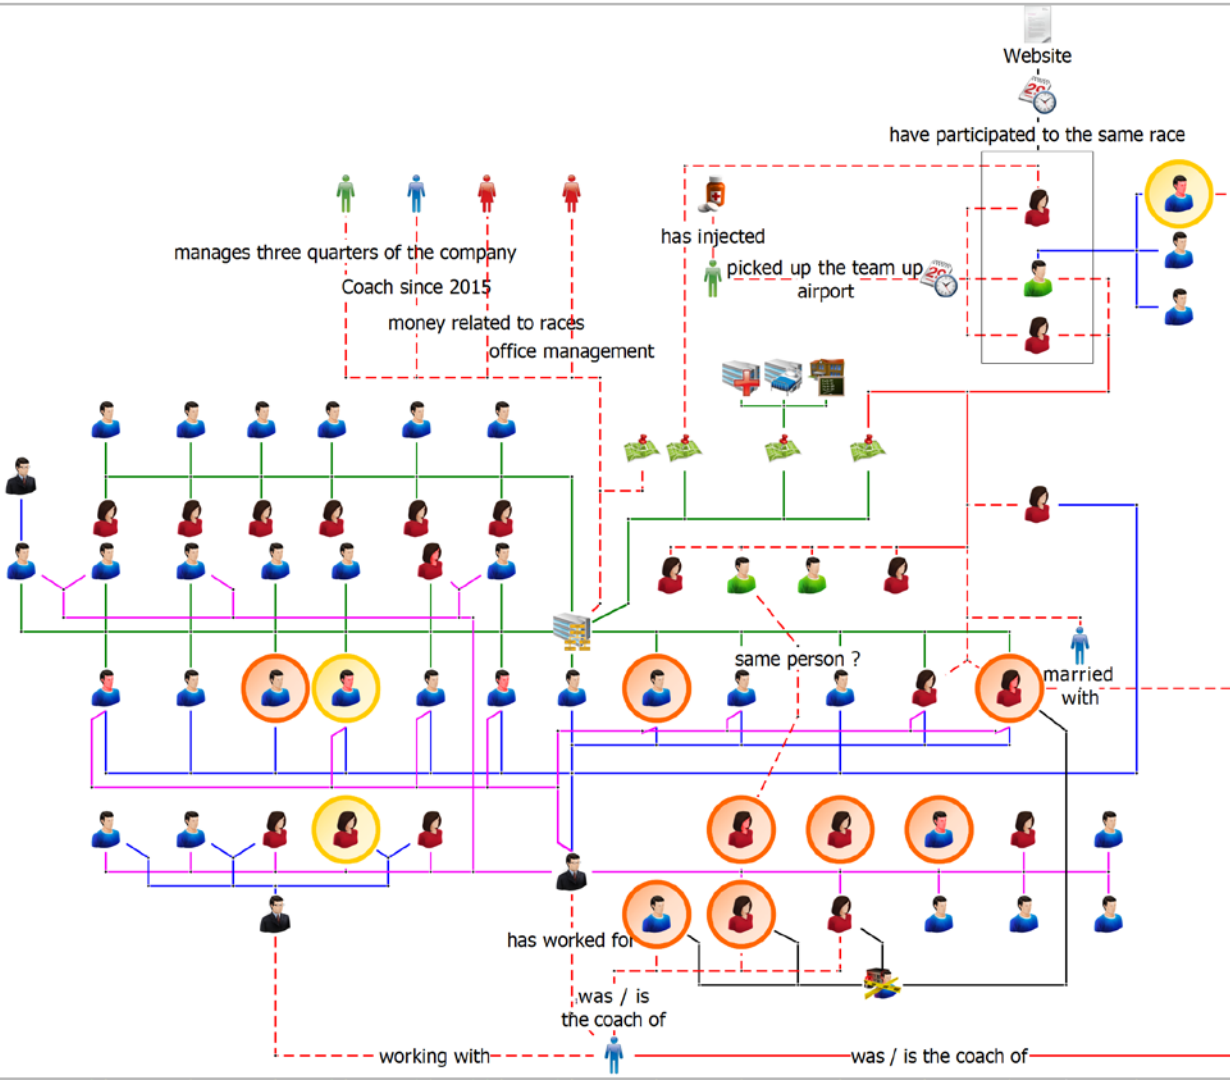 Website
have participated to the same race
has injected
manages three quarters of the company
picked up the team up
airport
Coach since 2015
money related to races
office management
same person ?
married
with
has worked for
was / is
the coach of
working with
was / is the coach of